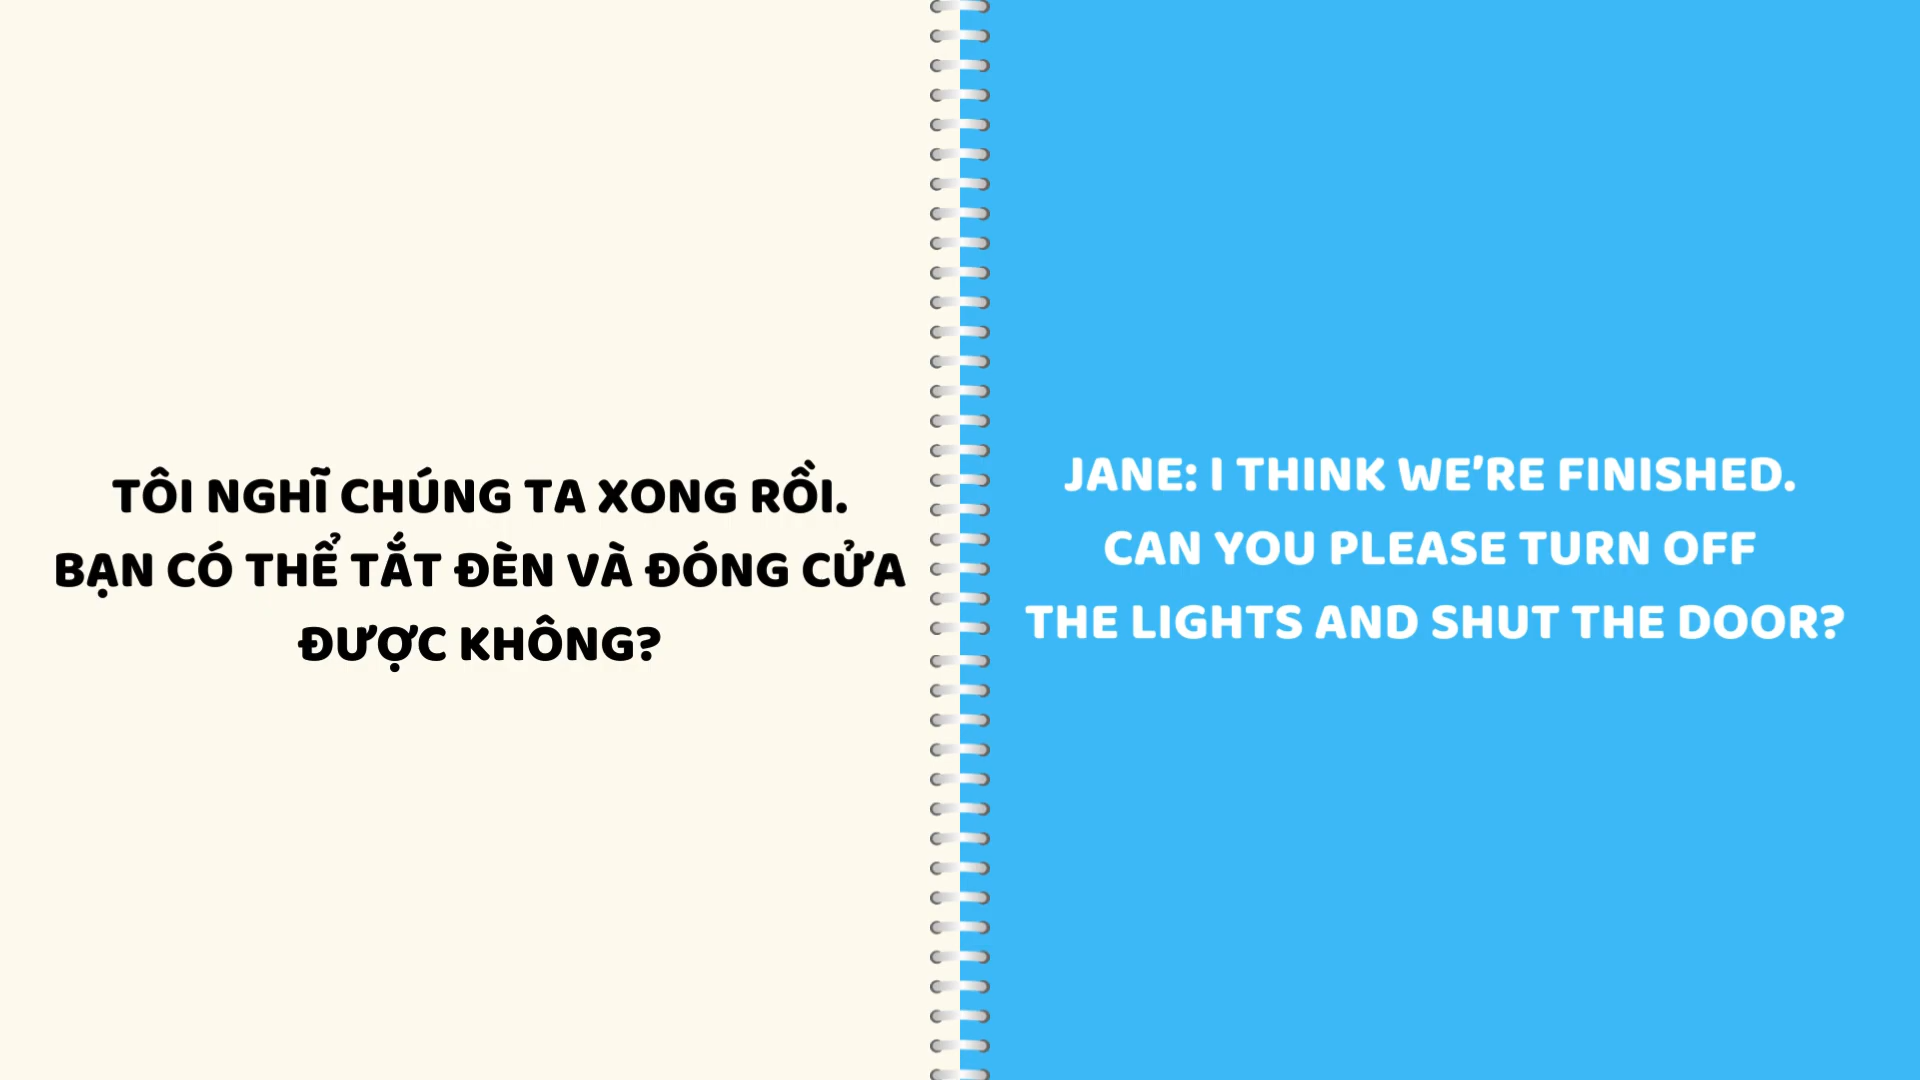 TÔI NGHĨ CHÚNG TA XONG RỒI.
BẠN CÓ THỂ TẮT ĐÈN VÀ ĐÓNG CỬA
ĐƯỢC KHÔNG?
JANE: I THINK WE'RE FINISHED.
CAN YOU PLEASE TURN OFF
THE LIGHTS AND SHUT THE DOOR?